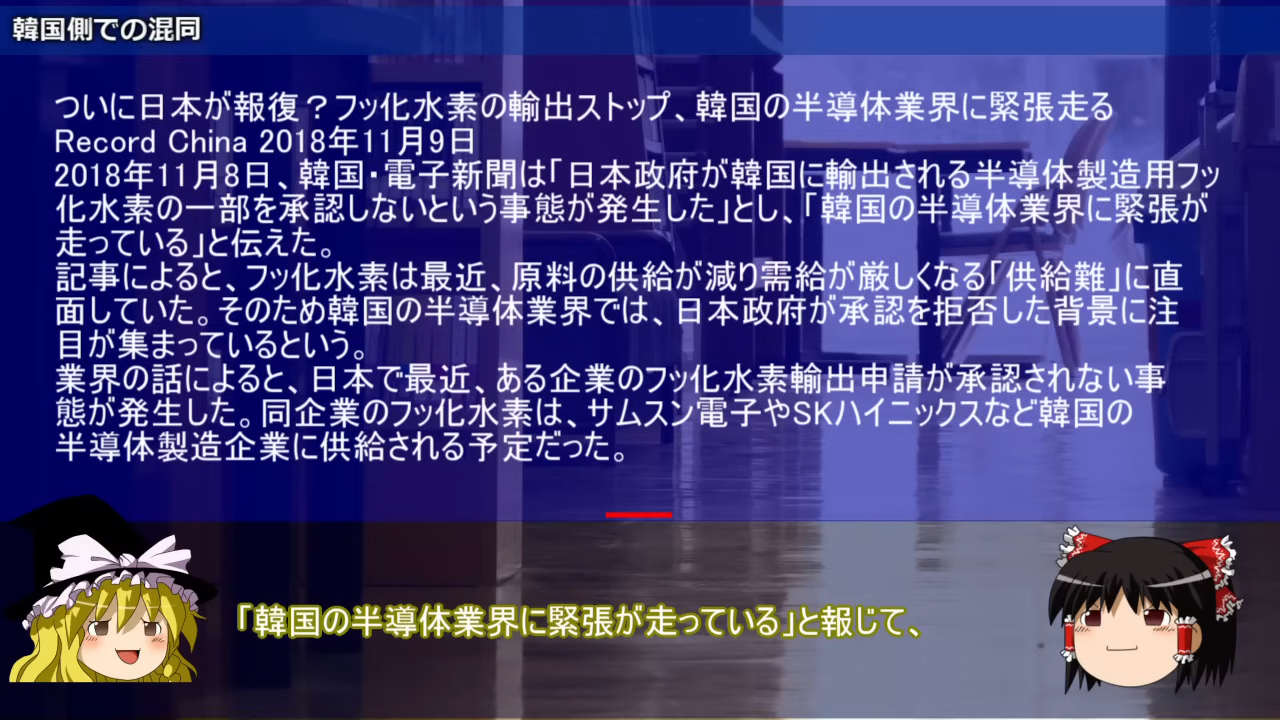 韓国側での混同
ついに日本が報復？フッ化水素の輸出ストップ、韓国の半導体業界に緊張走る
Record China 2018年11月9日
2018年11月8日、韓国・電子新聞は「日本政府が韓国に輸出される半導体製造用フッ
化水素の一部を承認しないという事態が発生した」とし、「韓国の半導体業界に緊張が
走っている」と伝えた。
記事によると、フッ化水素は最近、原料の供給が減り需給が厳しくなる「供給難」に直
面していた。そのため韓国の半導体業界では、日本政府が承認を拒否した背景に注
目が集まっているという。
業界の話によると、日本で最近、ある企業のフッ化水素輸出申請が承認されない事
態が発生した。同企業のフッ化水素は、サムスン電子やSKハイニックスなど韓国の
半導体製造企業に供給される予定だった。
「韓国の半導体業界に緊張が走っている」と報じて、